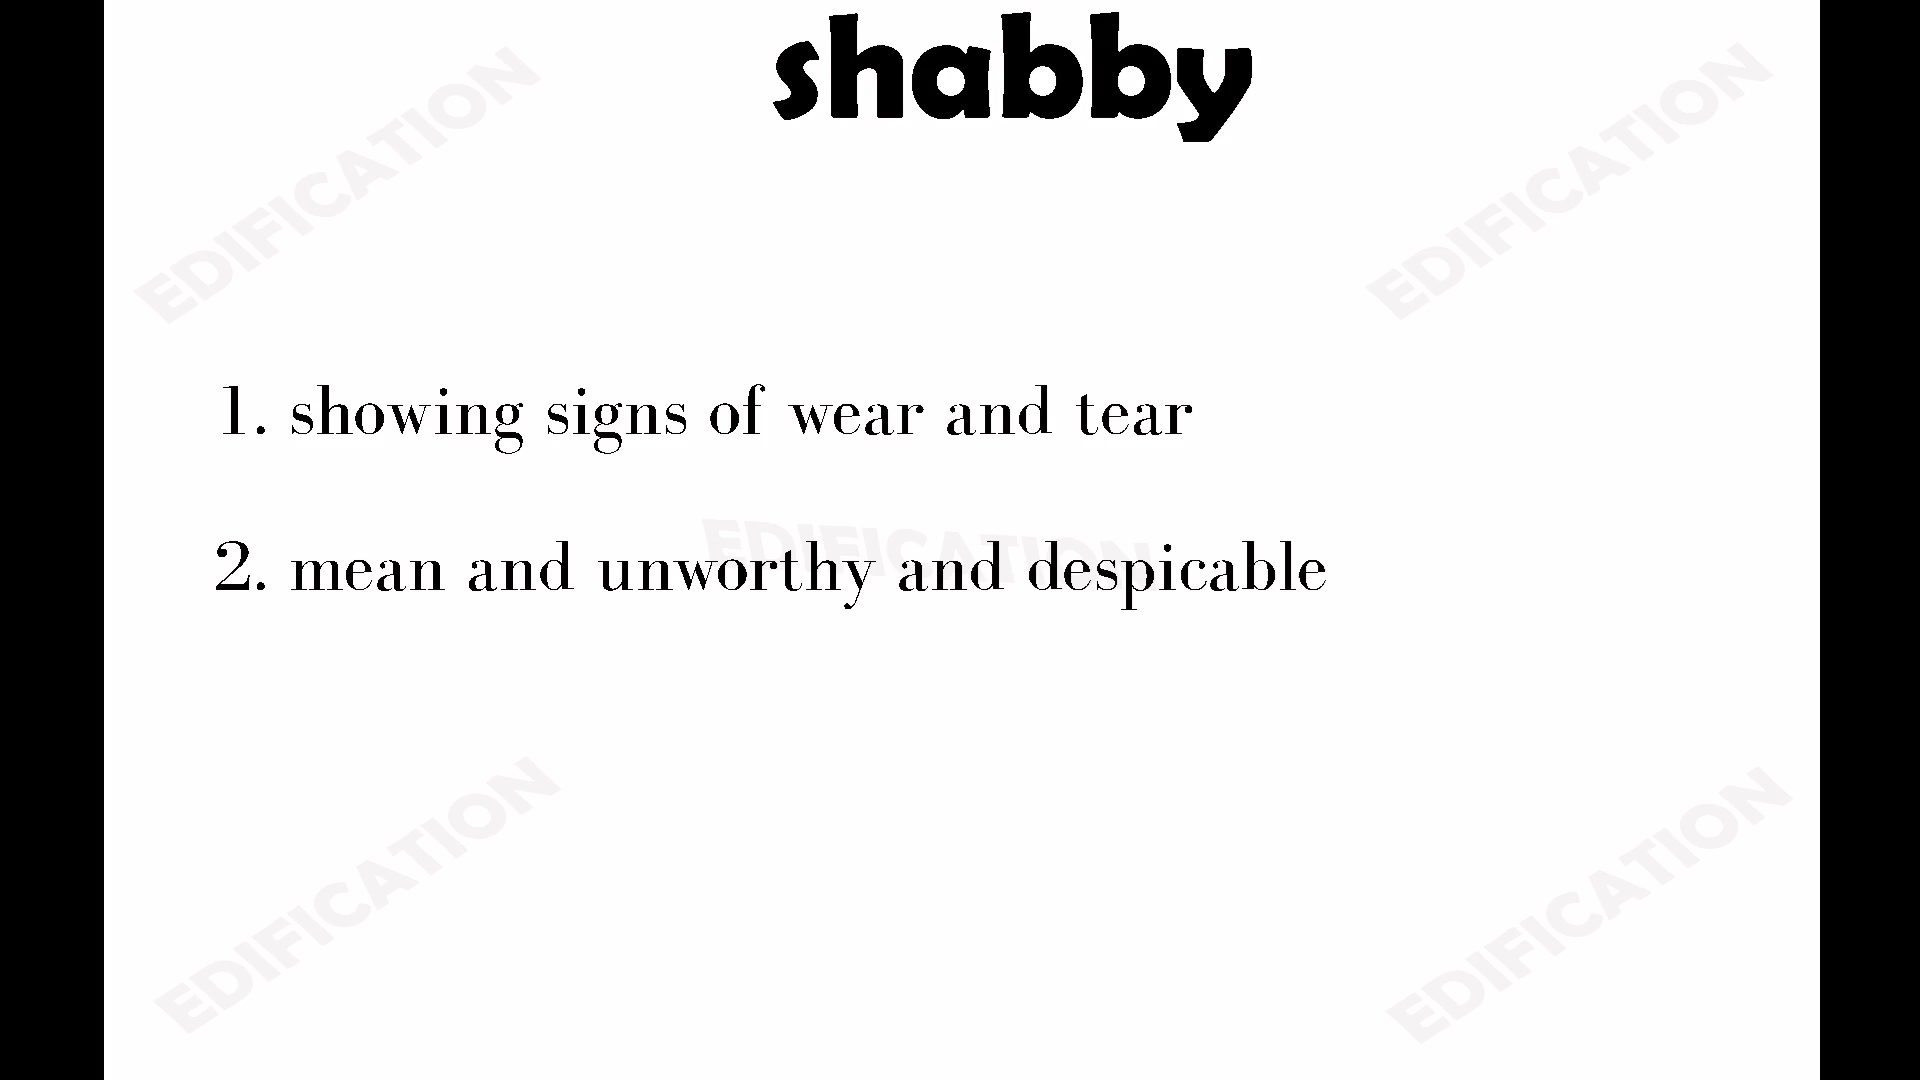 shabby
EDIFICATION
EDIFICATION
1. showing signs of wear and tear
EDIFICATION
2. mean and unworthy and despicable
EDIFICATION
EDIFICATION